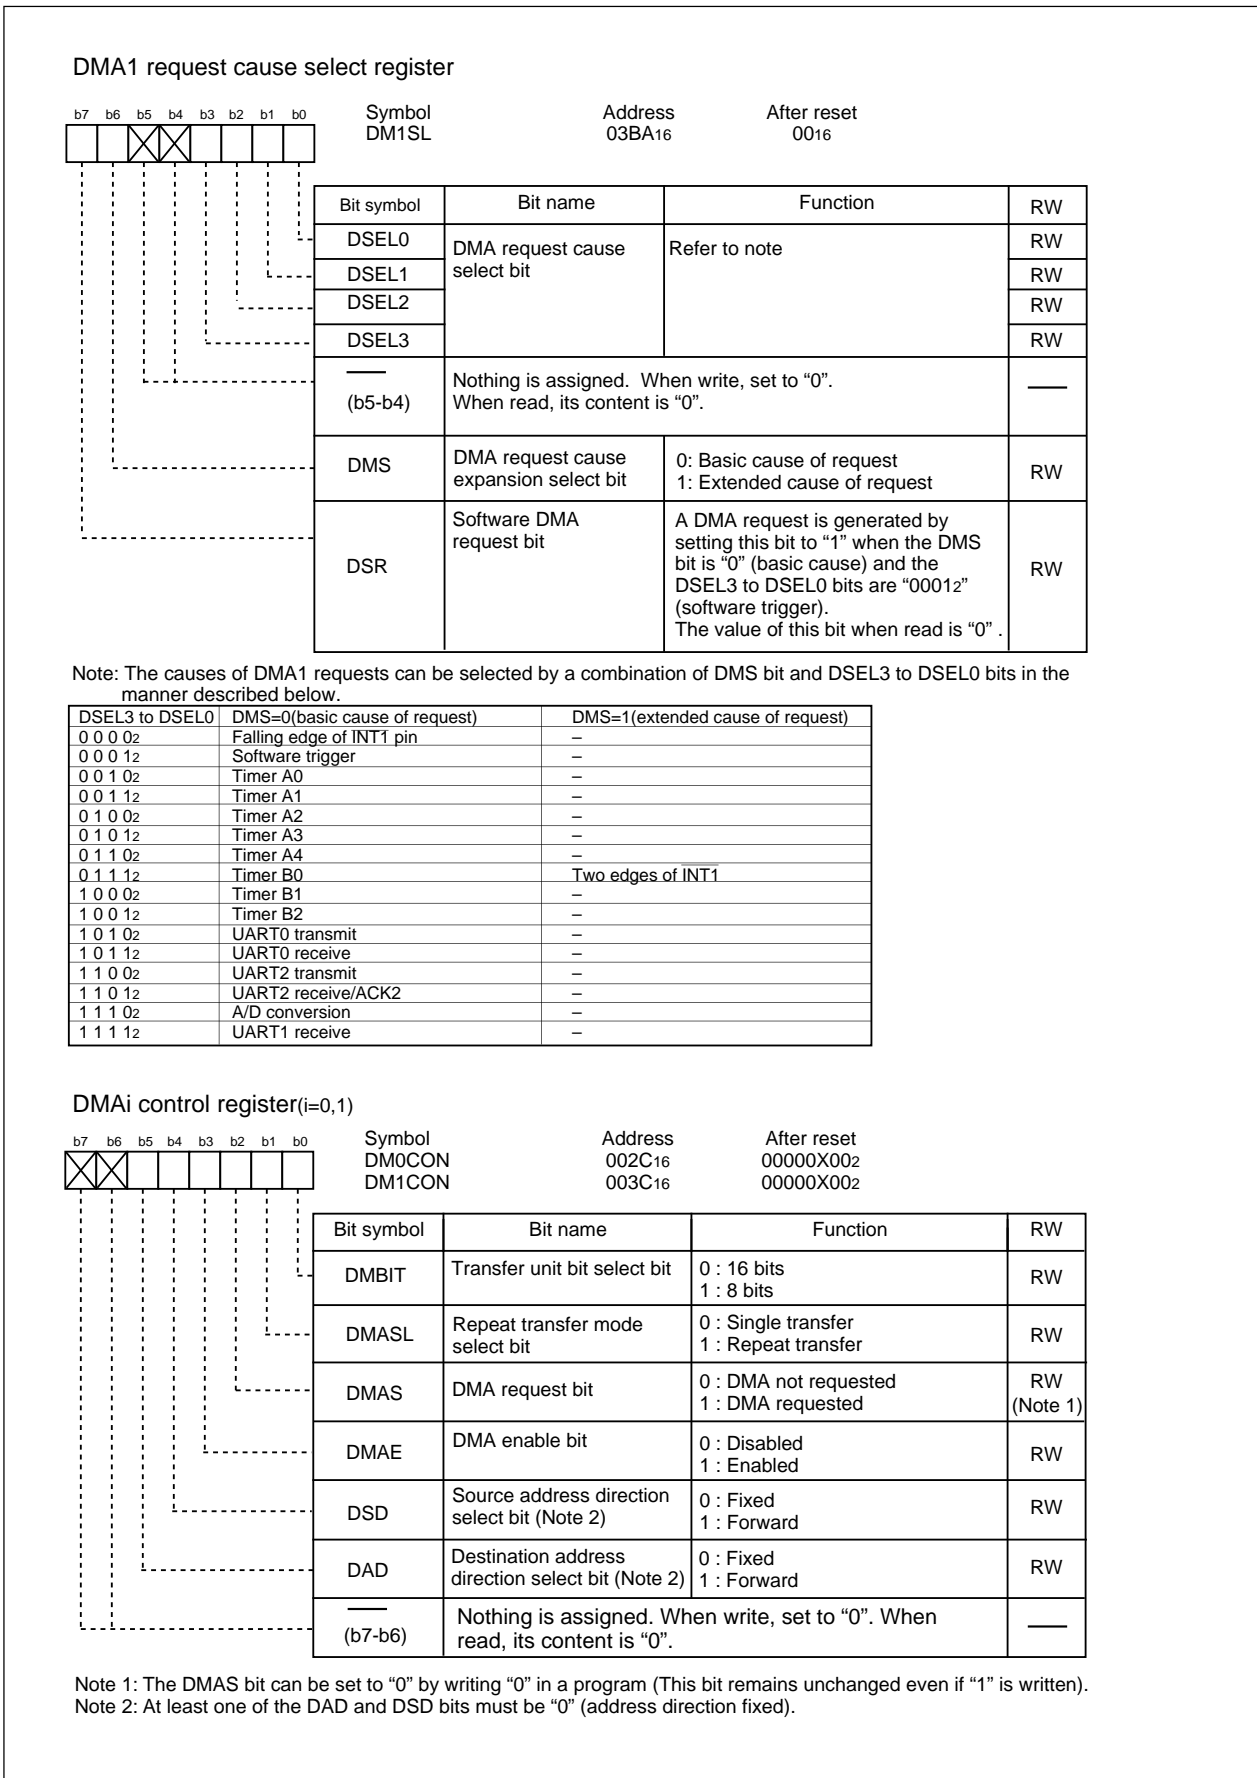 DMA1 request cause select register
b7 b6 b5 b4 b3 b2 b1 b0
Symbol Address After reset
DM1SL 03BA16 0016
Bit symbol Bit name Function RW
DSEL0 DMA request cause select bit Refer to note RW
DSEL1 RW
DSEL2 RW
DSEL3 RW
(b5-b4) Nothing is assigned. When write, set to “0”.
When read, its content is “0”. —
DMS DMA request cause expansion select bit 0: Basic cause of request
1: Extended cause of request RW
DSR Software DMA request bit A DMA request is generated by
setting this bit to “1” when the DMS
bit is “0” (basic cause) and the
DSEL3 to DSEL0 bits are “00012”
(software trigger).
The value of this bit when read is “0” . RW
Note: The causes of DMA1 requests can be selected by a combination of DMS bit and DSEL3 to DSEL0 bits in the
manner described below.
DSEL3 to DSEL0 DMS=0(basic cause of request) DMS=1(extended cause of request)
0 0 0 02 Falling edge of INT1 pin –
0 0 0 12 Software trigger –
0 0 1 02 Timer A0 –
0 0 1 12 Timer A1 –
0 1 0 02 Timer A2 –
0 1 0 12 Timer A3 –
0 1 1 02 Timer A4 –
0 1 1 12 Timer B0 Two edges of INT1
1 0 0 02 Timer B1 –
1 0 0 12 Timer B2 –
1 0 1 02 UART0 transmit –
1 0 1 12 UART0 receive –
1 1 0 02 UART2 transmit –
1 1 0 12 UART2 receive/ACK2 –
1 1 1 02 A/D conversion –
1 1 1 12 UART1 receive –
DMAi control register(i=0,1)
b7 b6 b5 b4 b3 b2 b1 b0
Symbol Address After reset
DM0CON 002C16 00000X002
DM1CON 003C16 00000X002
Bit symbol Bit name Function RW
DMBIT Transfer unit bit select bit 0 : 16 bits
1 : 8 bits RW
DMASL Repeat transfer mode select bit 0 : Single transfer
1 : Repeat transfer RW
DMAS DMA request bit 0 : DMA not requested
1 : DMA requested RW (Note 1)
DMAE DMA enable bit 0 : Disabled
1 : Enabled RW
DSD Source address direction select bit (Note 2) 0 : Fixed
1 : Forward RW
DAD Destination address direction select bit (Note 2) 0 : Fixed
1 : Forward RW
(b7-b6) Nothing is assigned. When write, set to “0”. When
read, its content is “0”. —
Note 1: The DMAS bit can be set to “0” by writing “0” in a program (This bit remains unchanged even if “1” is written).
Note 2: At least one of the DAD and DSD bits must be “0” (address direction fixed).